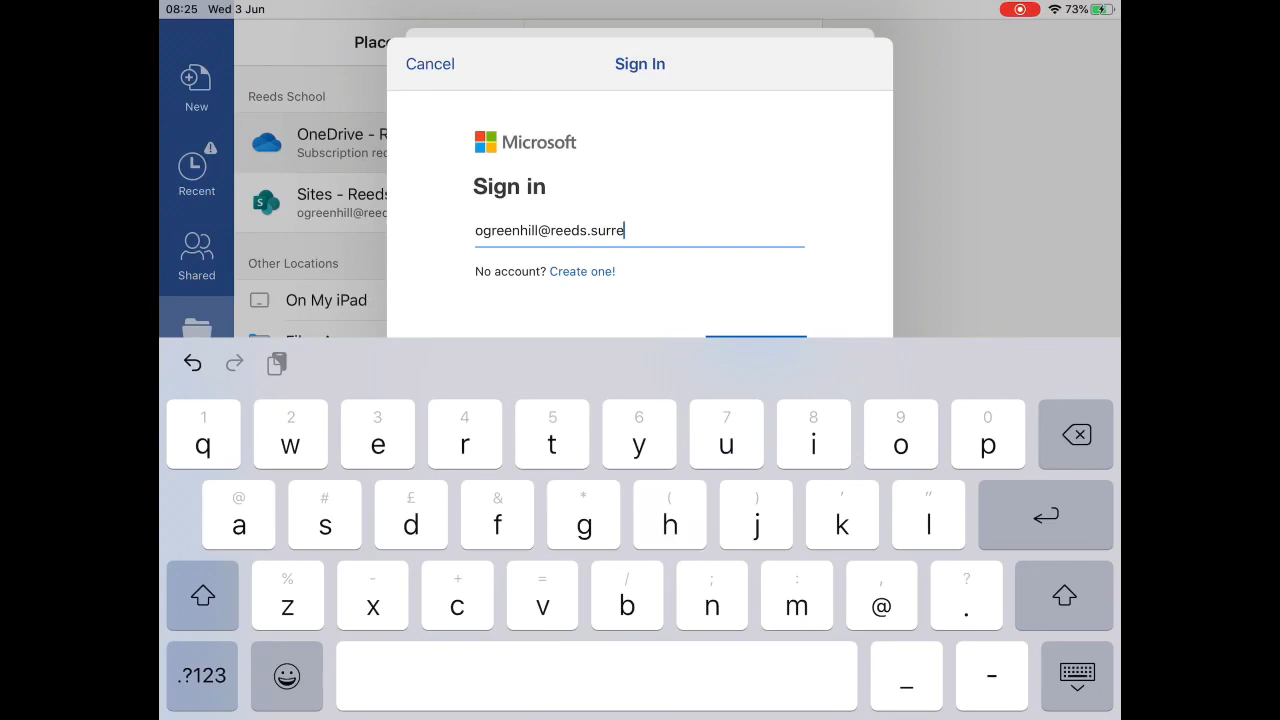 08:25 Wed 3 Jun
73%
Plac
Cancel
Sign In
New
Recent
Shared
Reeds School
OneDrive - R
Subscription rec
Sites - Reeds
ogreenhill@reed
Other Locations
On My iPad
Microsoft
Sign in
ogreenhill@reeds.surre
No account? Create one!
1 2 3 4 5 6 7 8 9 0
q w e r t y u i o p
@ # £ & * ( ) ' "
a s d f g h j k l
% - + = / ; : , ?
z x c v b n m @ .
.?123 _ -